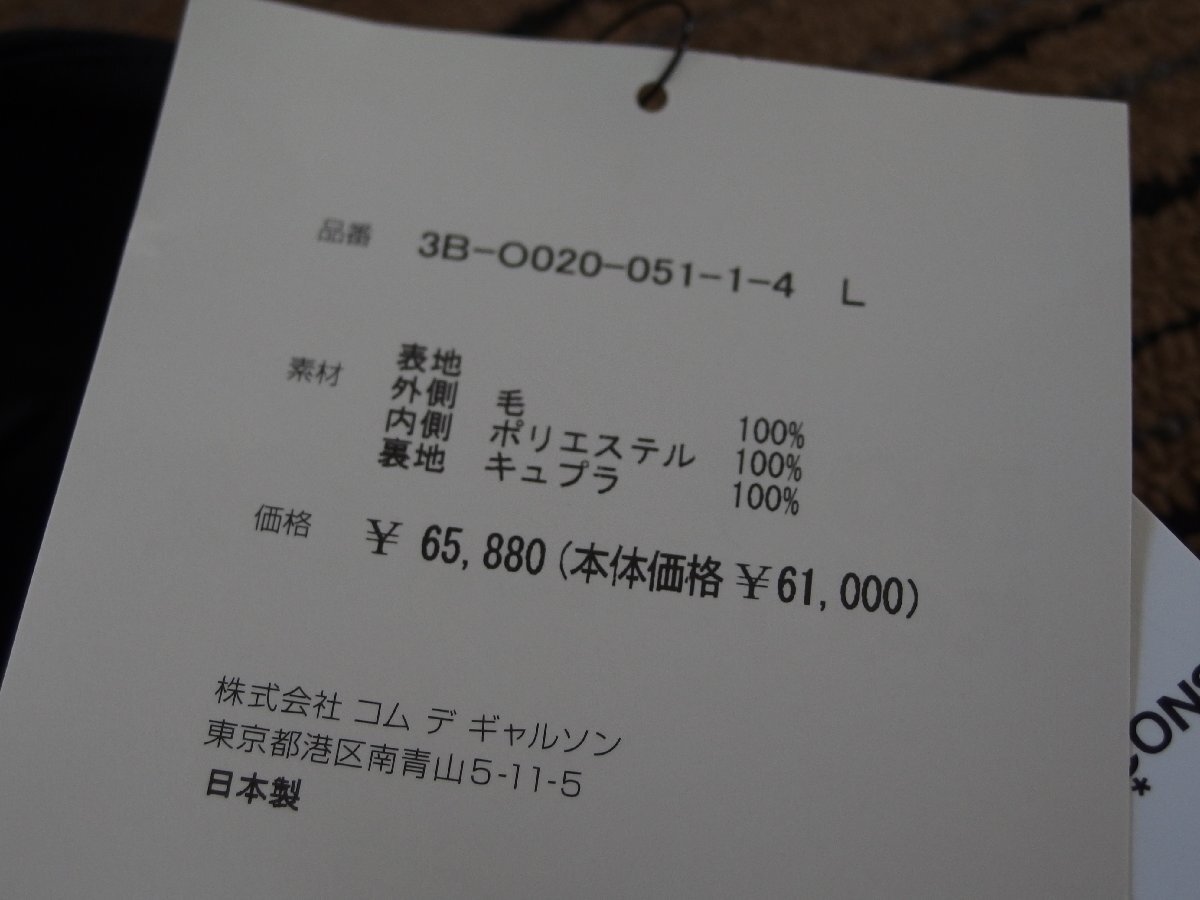 品番 3B-O020-051-1-4 L
素材 表地
外側 毛 100%
内側 ポリエステル 100%
裏地 キュプラ 100%
価格 ¥ 65,880(本体価格 ¥61,000)
株式会社 コム デ ギャルソン
東京都港区南青山5-11-5
日本製